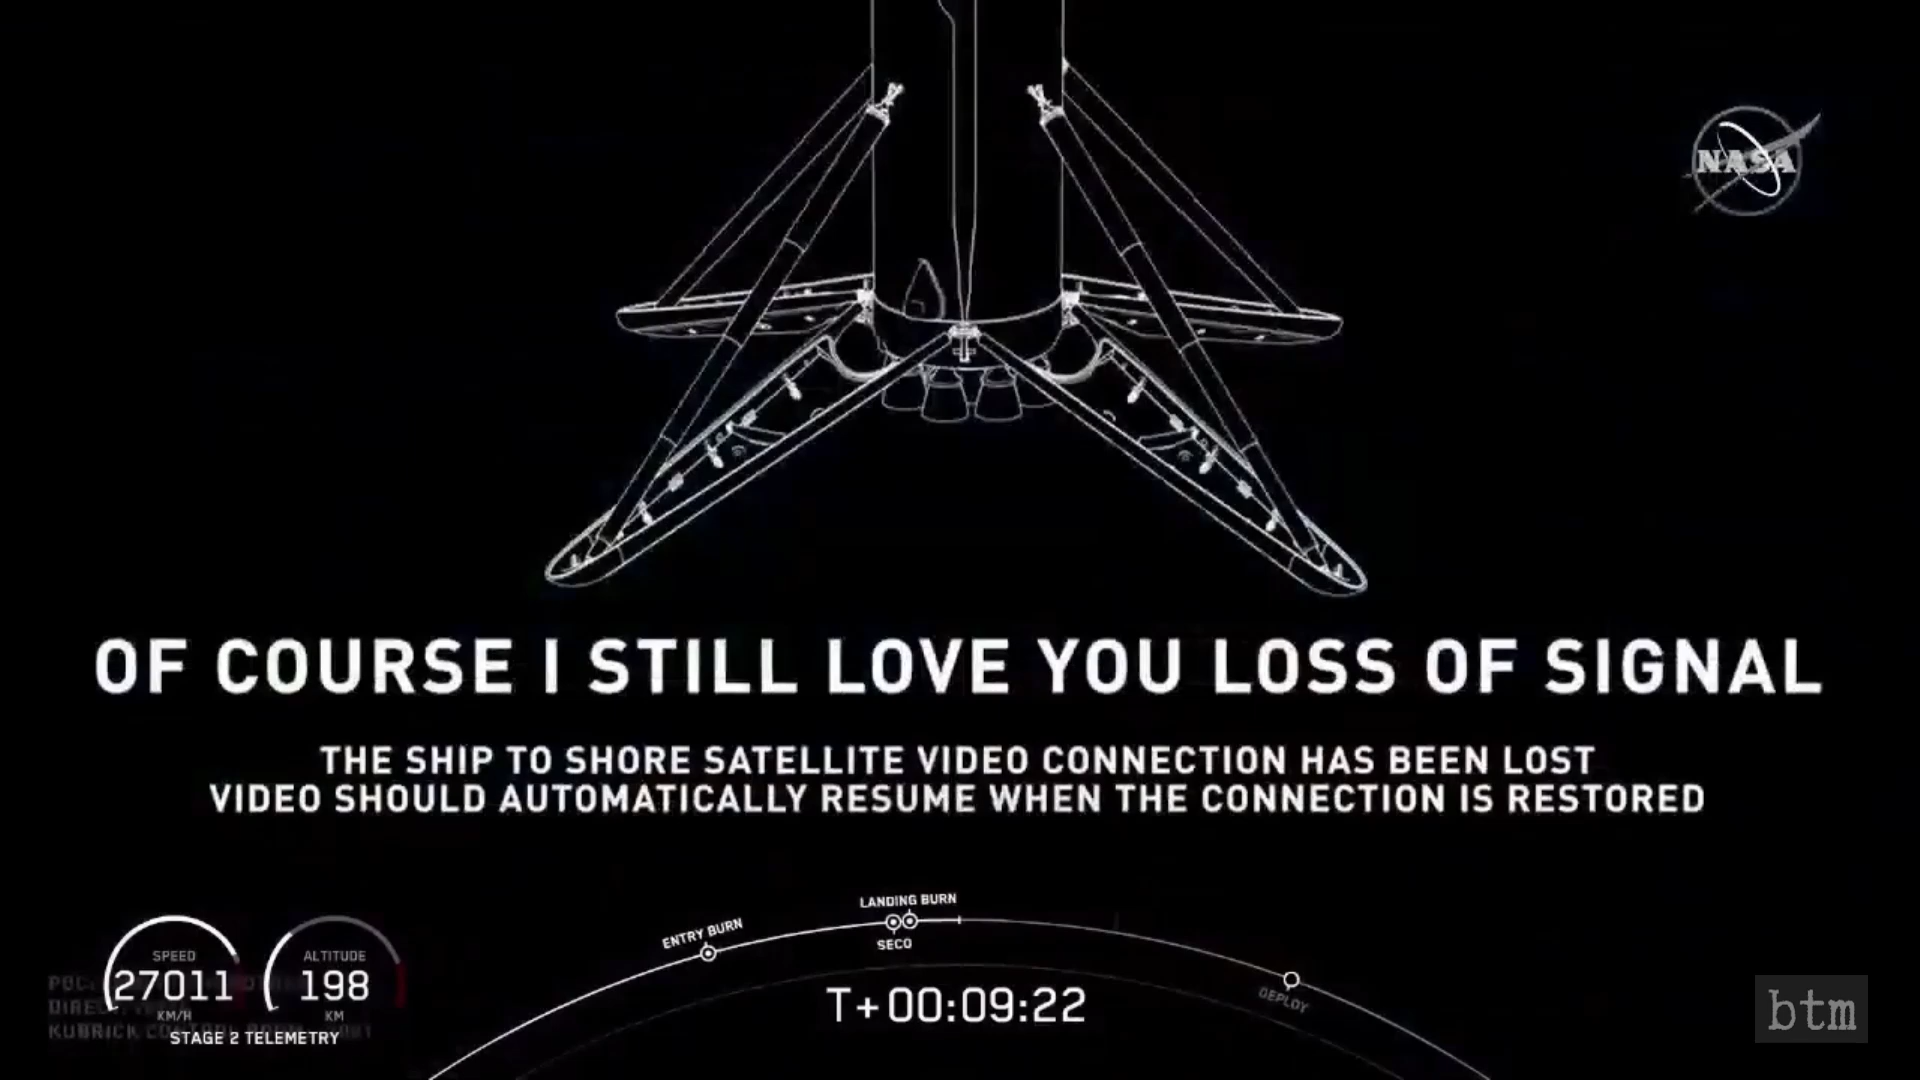 NASA
OF COURSE I STILL LOVE YOU LOSS OF SIGNAL
THE SHIP TO SHORE SATELLITE VIDEO CONNECTION HAS BEEN LOST
VIDEO SHOULD AUTOMATICALLY RESUME WHEN THE CONNECTION IS RESTORED
LANDING BURN
ENTRY BURN
SECO
DEPLOY
SPEED
27011
KM/H
ALTITUDE
198
KM
STAGE 2 TELEMETRY
KUBRICK
T+00:09:22
btm